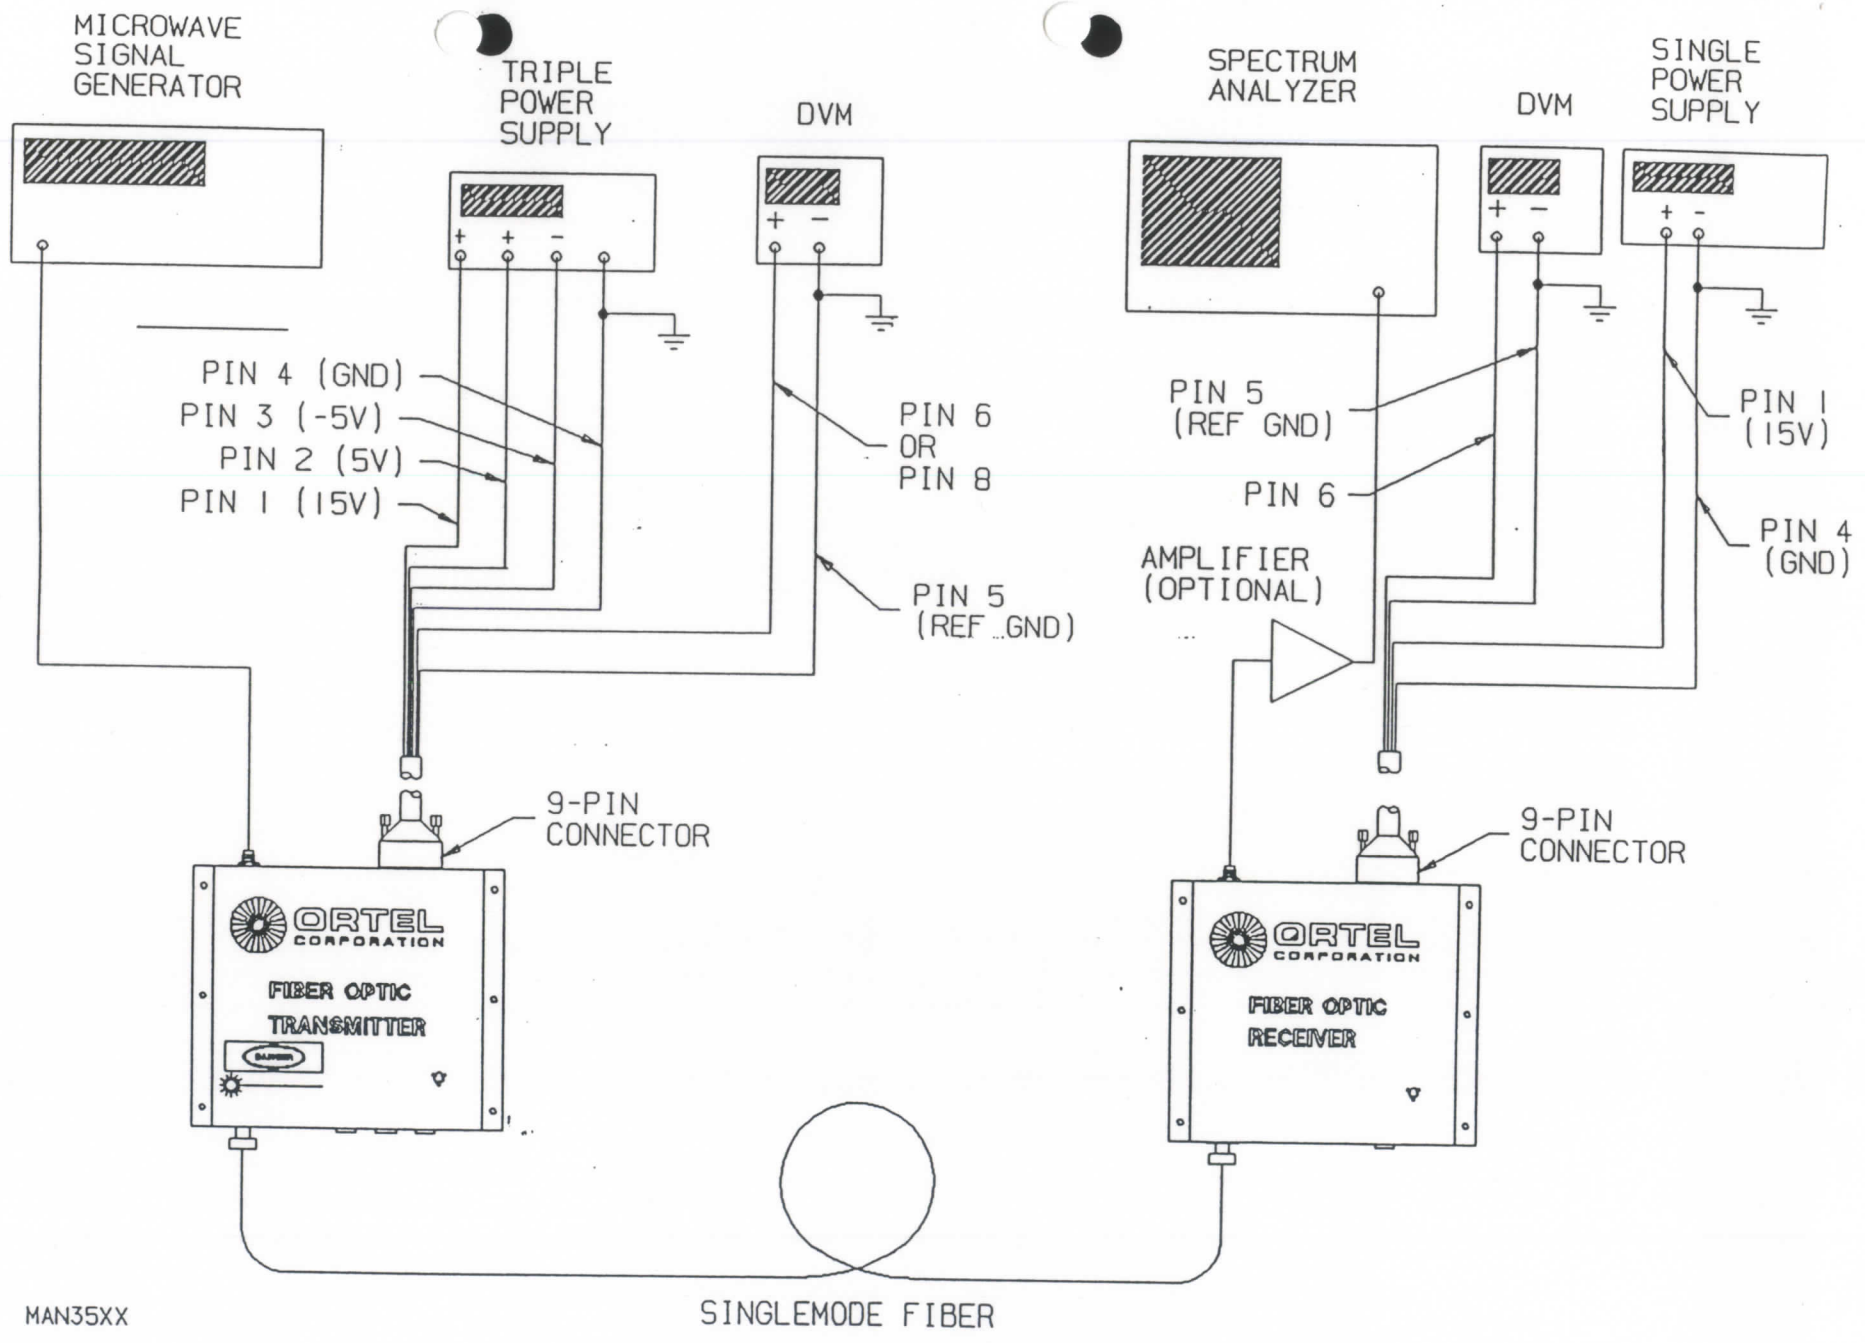 MICROWAVE
SIGNAL
GENERATOR
TRIPLE
POWER
SUPPLY
DVM
SPECTRUM
ANALYZER
DVM
SINGLE
POWER
SUPPLY
+ + −
+ −
+ −
+ -
PIN 4 (GND)
PIN 3 (-5V)
PIN 2 (5V)
PIN 1 (15V)
PIN 6
OR
PIN 8
PIN 5
(REF GND)
PIN 5
(REF GND)
PIN 6
PIN 1
(15V)
PIN 4
(GND)
AMPLIFIER
(OPTIONAL)
9-PIN
CONNECTOR
9-PIN
CONNECTOR
ORTEL
CORPORATION
FIBER OPTIC
TRANSMITTER
DANGER
ORTEL
CORPORATION
FIBER OPTIC
RECEIVER
SINGLEMODE FIBER
MAN35XX